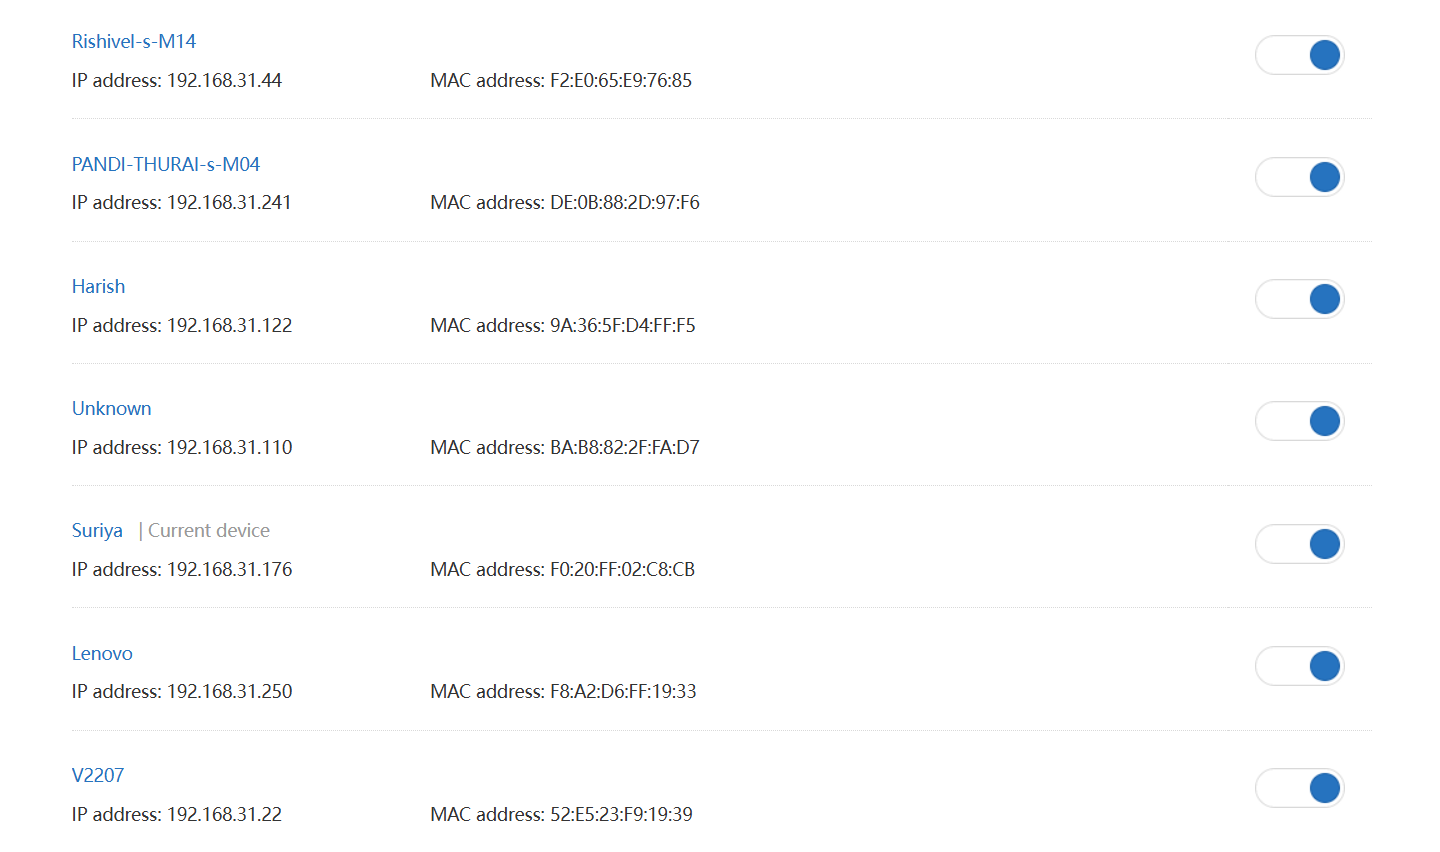 Rishivel-s-M14
IP address: 192.168.31.44 MAC address: F2:E0:65:E9:76:85
PANDI-THURAI-s-M04
IP address: 192.168.31.241 MAC address: DE:0B:88:2D:97:F6
Harish
IP address: 192.168.31.122 MAC address: 9A:36:5F:D4:FF:F5
Unknown
IP address: 192.168.31.110 MAC address: BA:B8:82:2F:FA:D7
Suriya | Current device
IP address: 192.168.31.176 MAC address: F0:20:FF:02:C8:CB
Lenovo
IP address: 192.168.31.250 MAC address: F8:A2:D6:FF:19:33
V2207
IP address: 192.168.31.22 MAC address: 52:E5:23:F9:19:39